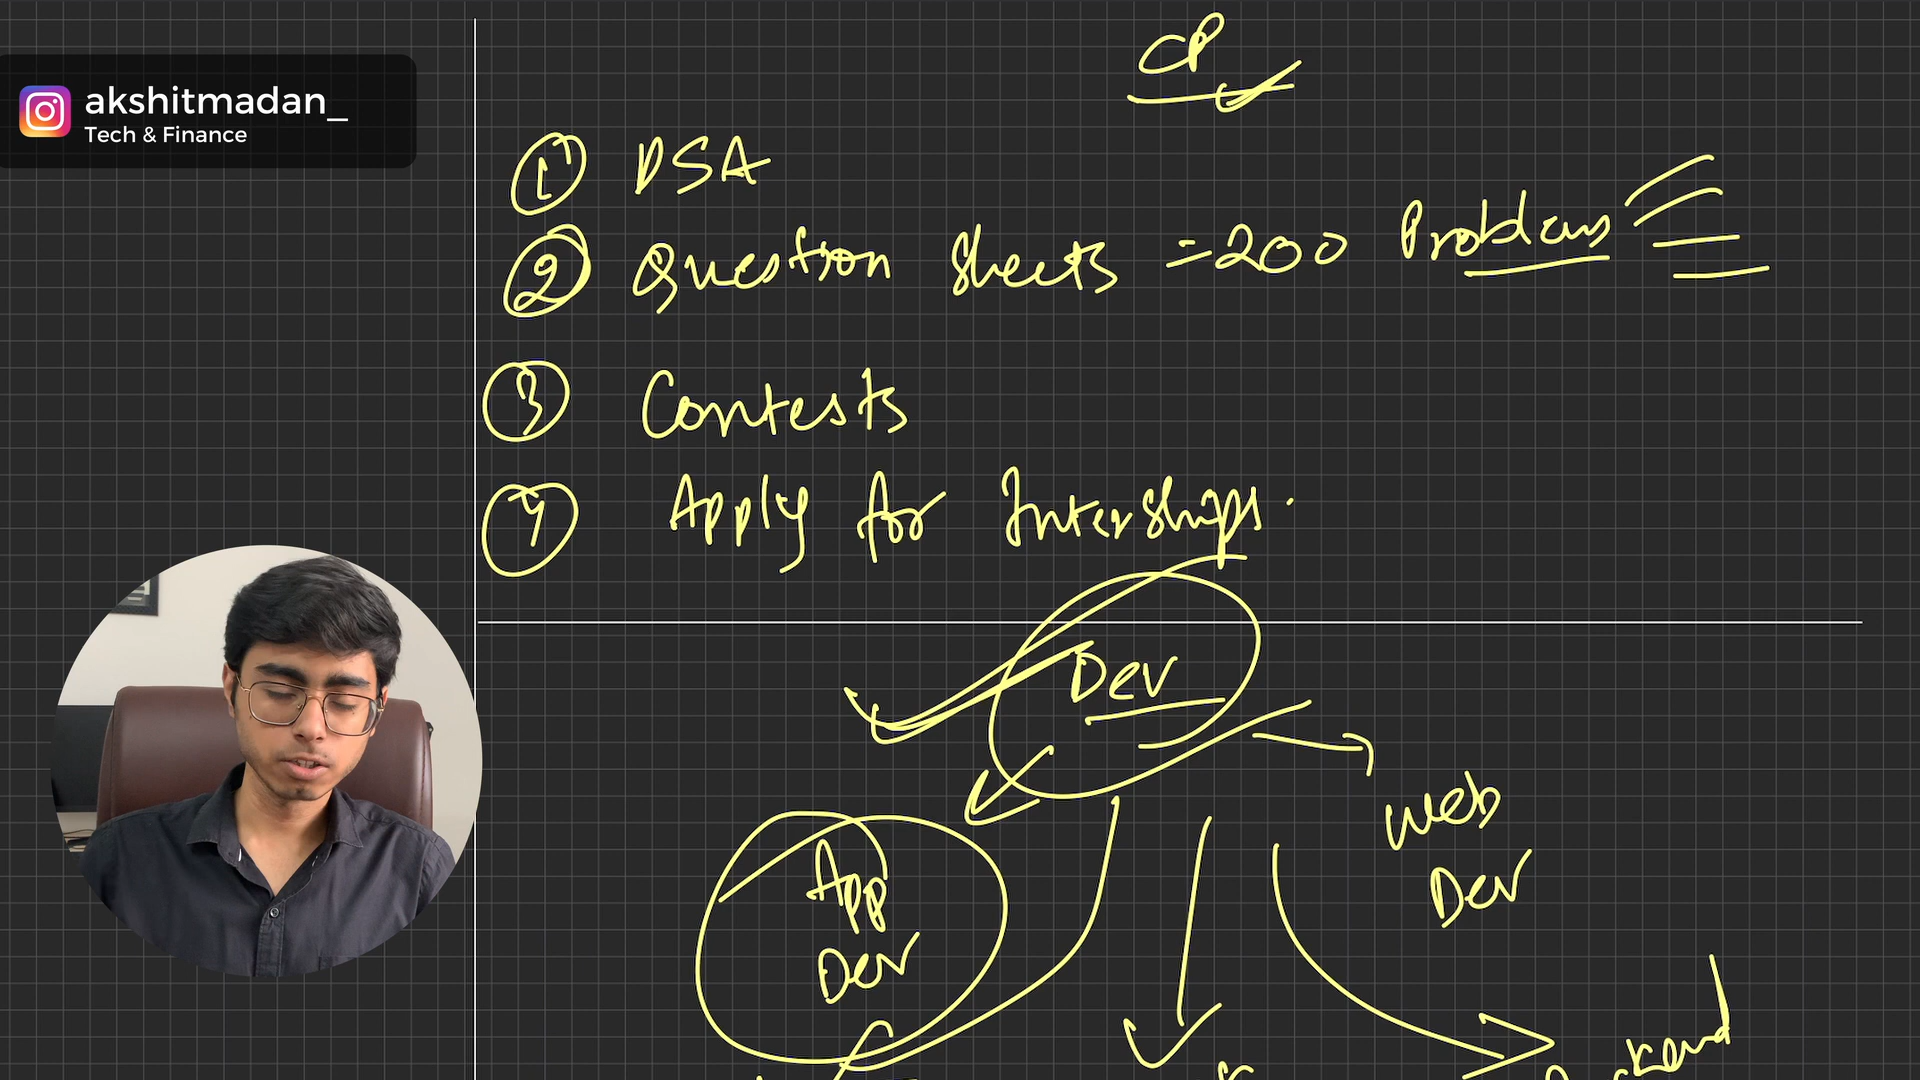 akshitmadan_
Tech & Finance
CP
1 DSA
2 Question Sheets = 200 Problems
3 Contests
4 Apply for Interships.
Dev
Web
Dev
App
Dev